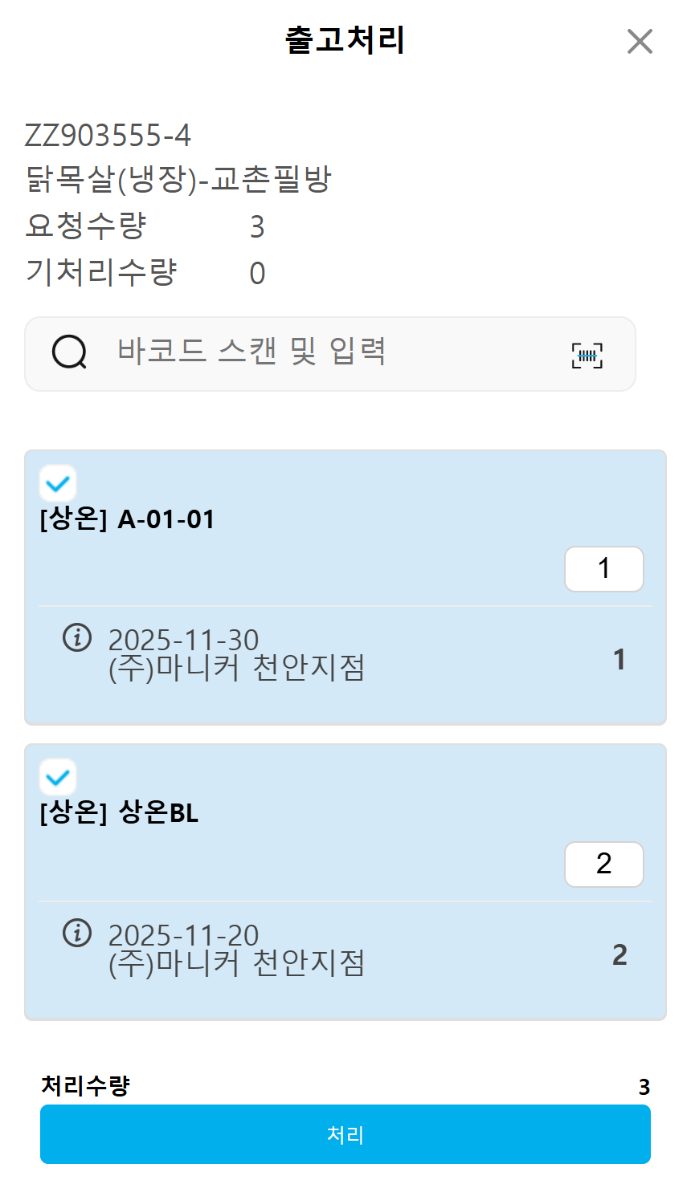 출고처리
ZZ903555-4
닭목살(냉장)-교촌필방
요청수량 3
기처리수량 0
바코드 스캔 및 입력
[상온] A-01-01
1
2025-11-30
(주)마니커 천안지점
1
[상온] 상온BL
2
2025-11-20
(주)마니커 천안지점
2
처리수량 3
처리